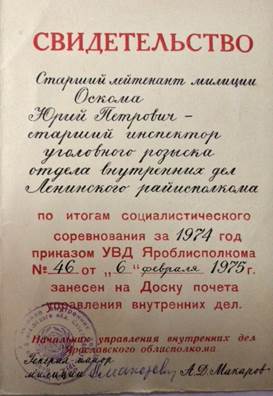 СВИДЕТЕЛЬСТВО
Старший лейтенант милиции
Оскома
Юрий Петрович –
старший инспектор
уголовного розыска
отдела внутренних дел
Ленинского райисполкома
по итогам социалистического
соревнования за 1974 год
приказом УВД Яроблисполкома
№ 46 от „6“ февраля 1975 г.
занесен на Доску почета
управления внутренних дел.
Начальник управления внутренних дел
Ярославского облисполкома
Генерал-майор
милиции А.Д. Макаров